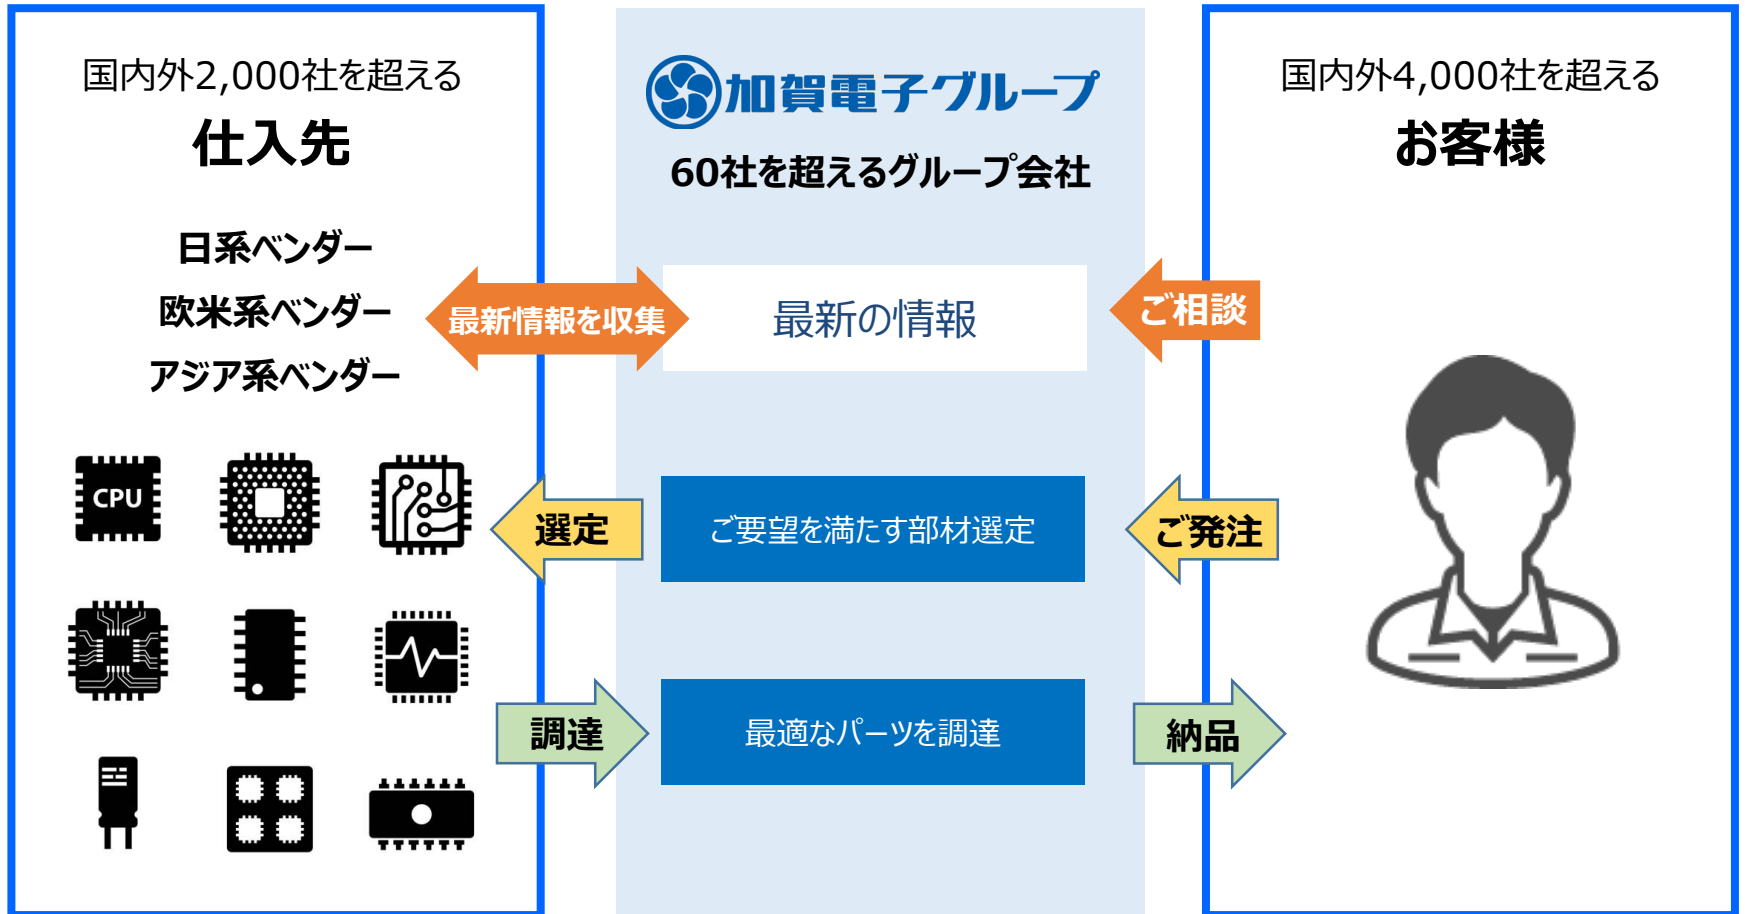 国内外2,000社を超える
仕入先
日系ベンダー
欧米系ベンダー
アジア系ベンダー
CPU
加賀電子グループ
60社を超えるグループ会社
最新情報を収集
最新の情報
ご相談
選定
ご要望を満たす部材選定
ご発注
調達
最適なパーツを調達
納品
国内外4,000社を超える
お客様